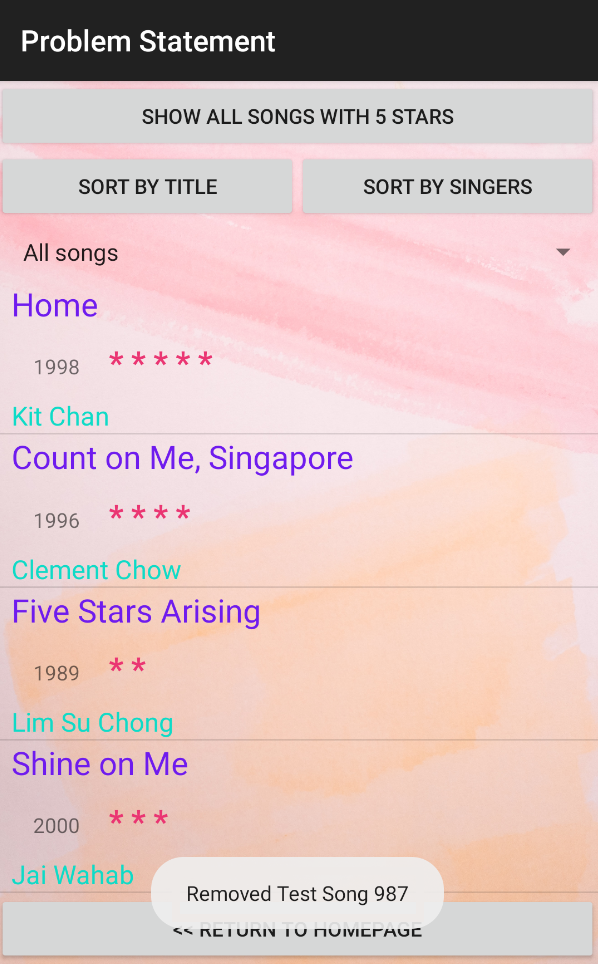 Problem Statement
SHOW ALL SONGS WITH 5 STARS
SORT BY TITLE
SORT BY SINGERS
All songs
Home
1998 * * * * *
Kit Chan
Count on Me, Singapore
1996 * * * *
Clement Chow
Five Stars Arising
1989 * *
Lim Su Chong
Shine on Me
2000 * * *
Jai Wahab
Removed Test Song 987
<< RETURN TO HOMEPAGE